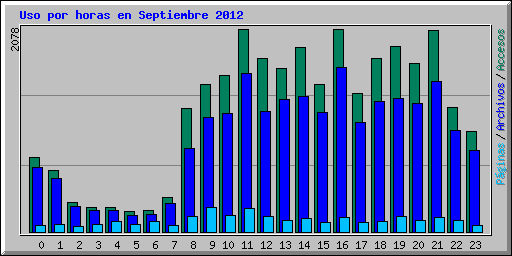 Uso por horas en Septiembre 2012
2078
Páginas / Archivos / Accesos
0 1 2 3 4 5 6 7 8 9 10 11 12 13 14 15 16 17 18 19 20 21 22 23